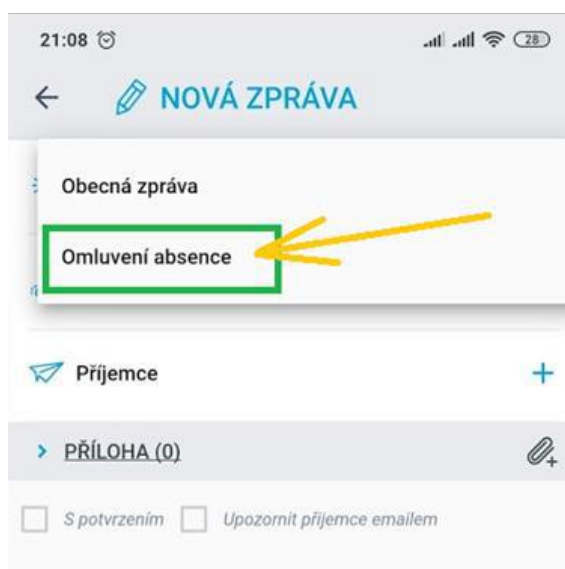 21:08
28
NOVÁ ZPRÁVA
Obecná zpráva
Omluvení absence
Příjemce
PŘÍLOHA (0)
S potvrzením Upozornit příjemce emailem